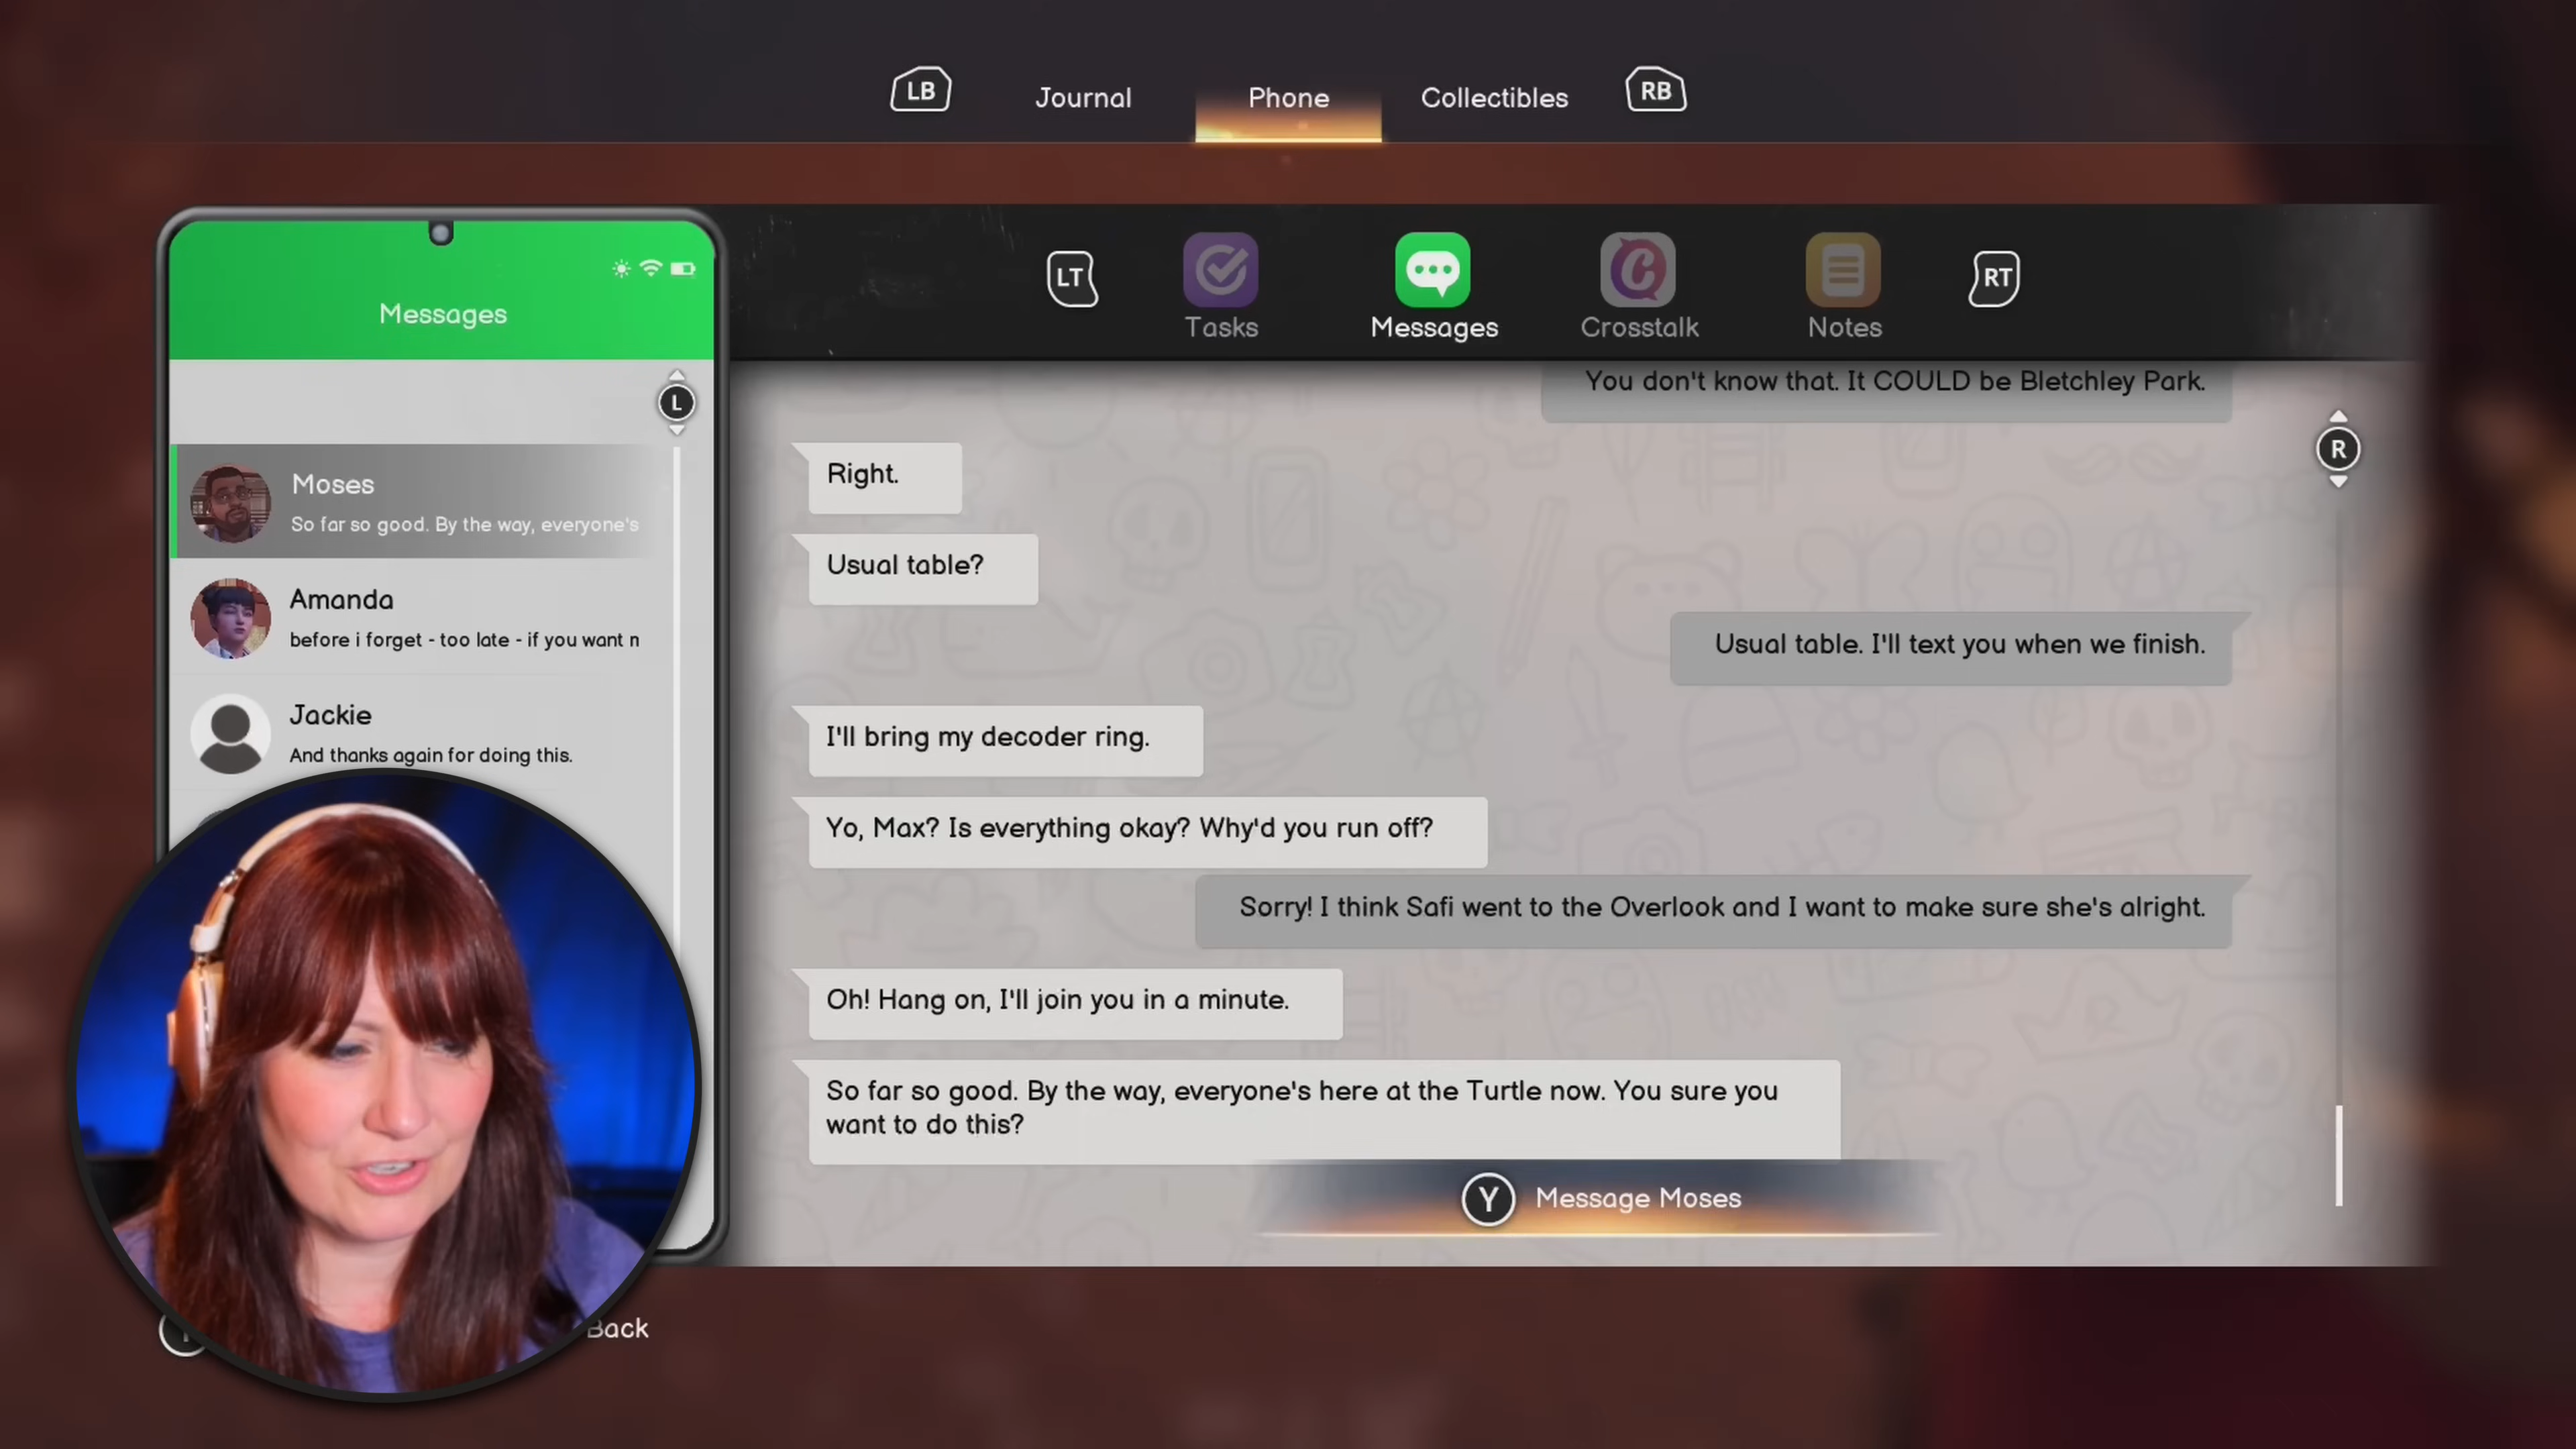 LB
Journal
Phone
Collectibles
RB
Messages
L
Moses
So far so good. By the way, everyone's
Amanda
before i forget - too late - if you want
Jackie
And thanks again for doing this.
LT
Tasks
Messages
Crosstalk
Notes
RT
You don't know that. It COULD be Bletchley Park.
R
Right.
Usual table?
Usual table. I'll text you when we finish.
I'll bring my decoder ring.
Yo, Max? Is everything okay? Why'd you run off?
Sorry! I think Safi went to the Overlook and I want to make sure she's alright.
Oh! Hang on, I'll join you in a minute.
So far so good. By the way, everyone's here at the Turtle now. You sure you
want to do this?
Y Message Moses
Back